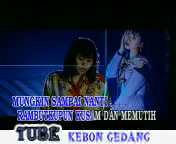 MUNGKIN SAMPAI NANTI
RAMBUTKUPUN KUSAM DAN MEMUTIH
TUBE KEBON GEDANG